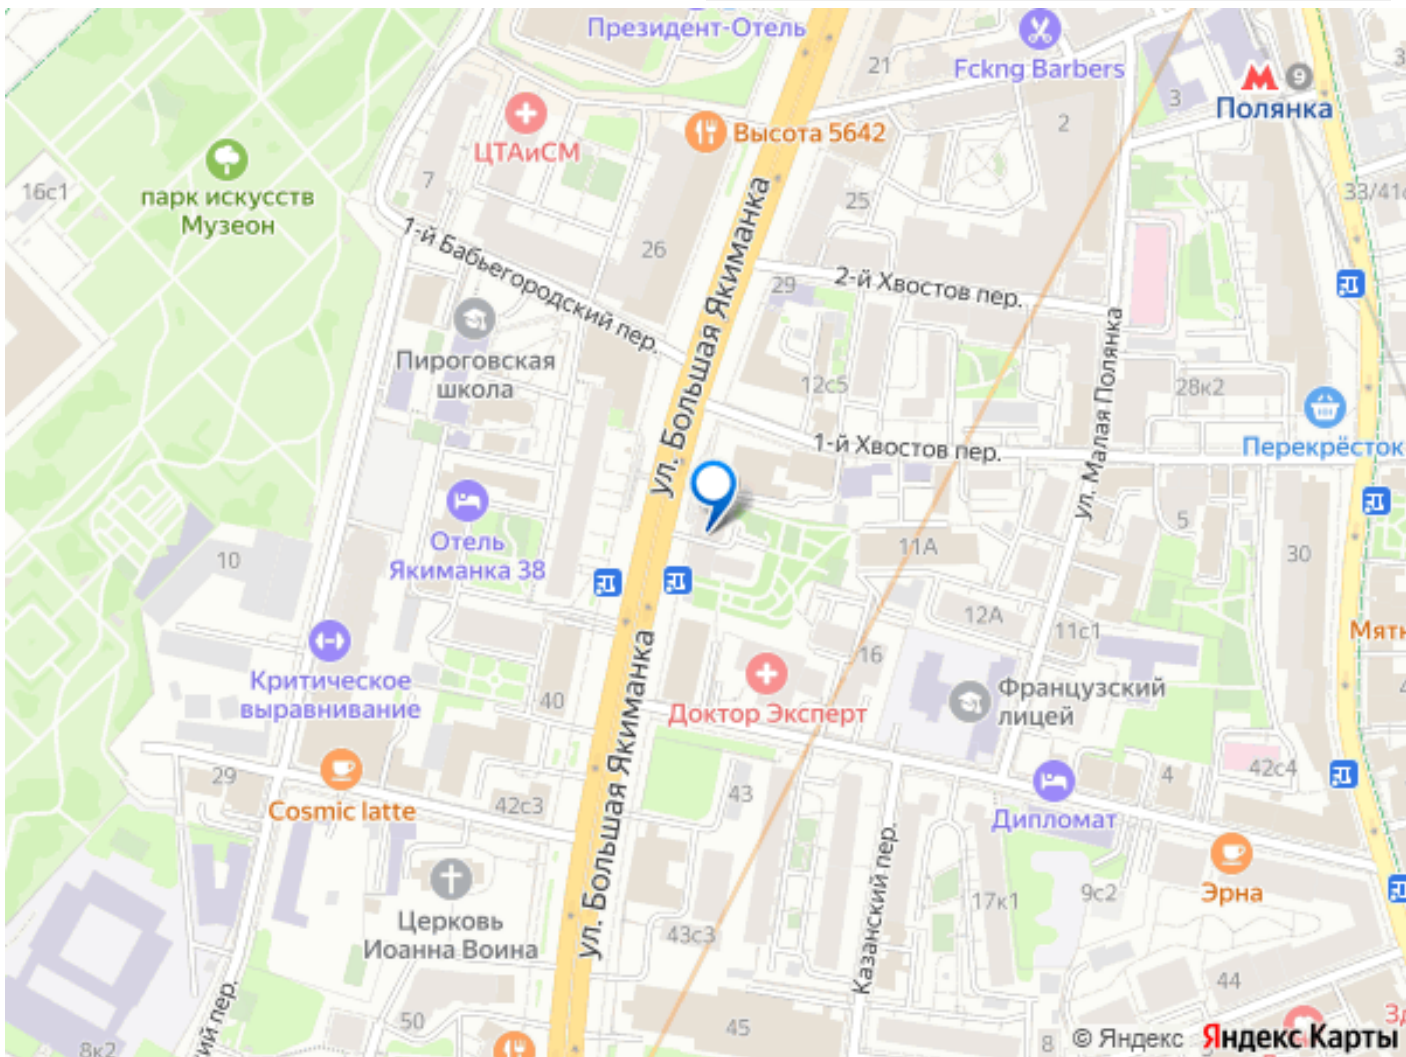 Президент-Отель
21
Fckng Barbers
3
9
Полянка
ЦТАиСМ
Высота 5642
2
16с1
парк искусств
Музеон
7
25
33/41
1-й Бабьегородский пер.
26
ул. Большая Якиманка
29
2-й Хвостов пер.
Пироговская
школа
12с5
ул. Малая Полянка
28к2
1-й Хвостов пер.
Перекрёсток
Отель
Якиманка 38
10
11А
5
30
12А
11с1
16
Критическое
выравнивание
40
Доктор Эксперт
Французский
лицей
29
Cosmic latte
42с3
43
ул. Большая Якиманка
Дипломат
4
42с4
Эрна
Казанский пер.
17к1
9с2
Церковь
Иоанна Воина
43с3
44
50
45
8к2
8
© Яндекс Яндекс Карты